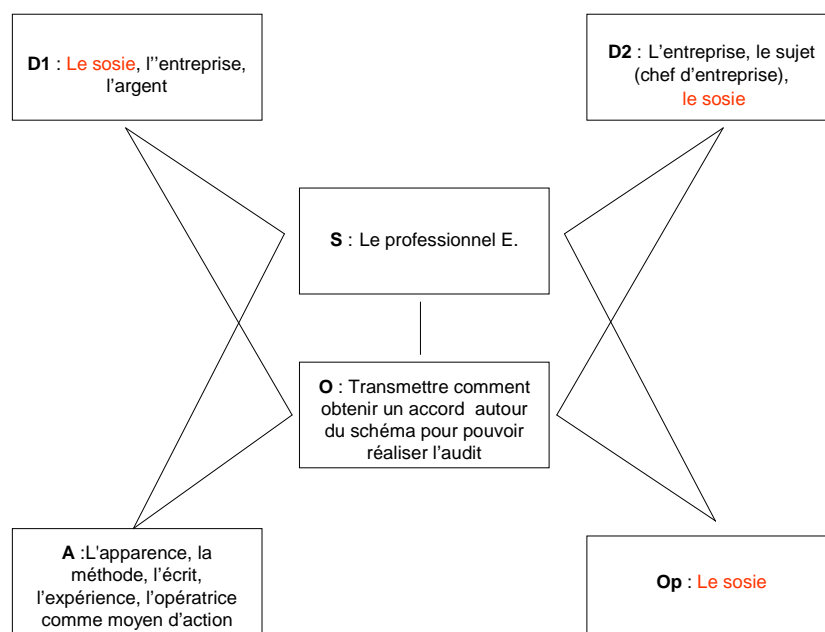 D1 : Le sosie, l''entreprise,
l'argent
D2 : L'entreprise, le sujet
(chef d'entreprise),
le sosie
S : Le professionnel E.
O : Transmettre comment
obtenir un accord autour
du schéma pour pouvoir
réaliser l'audit
A :L'apparence, la
méthode, l'écrit,
l'expérience, l'opératrice
comme moyen d'action
Op : Le sosie